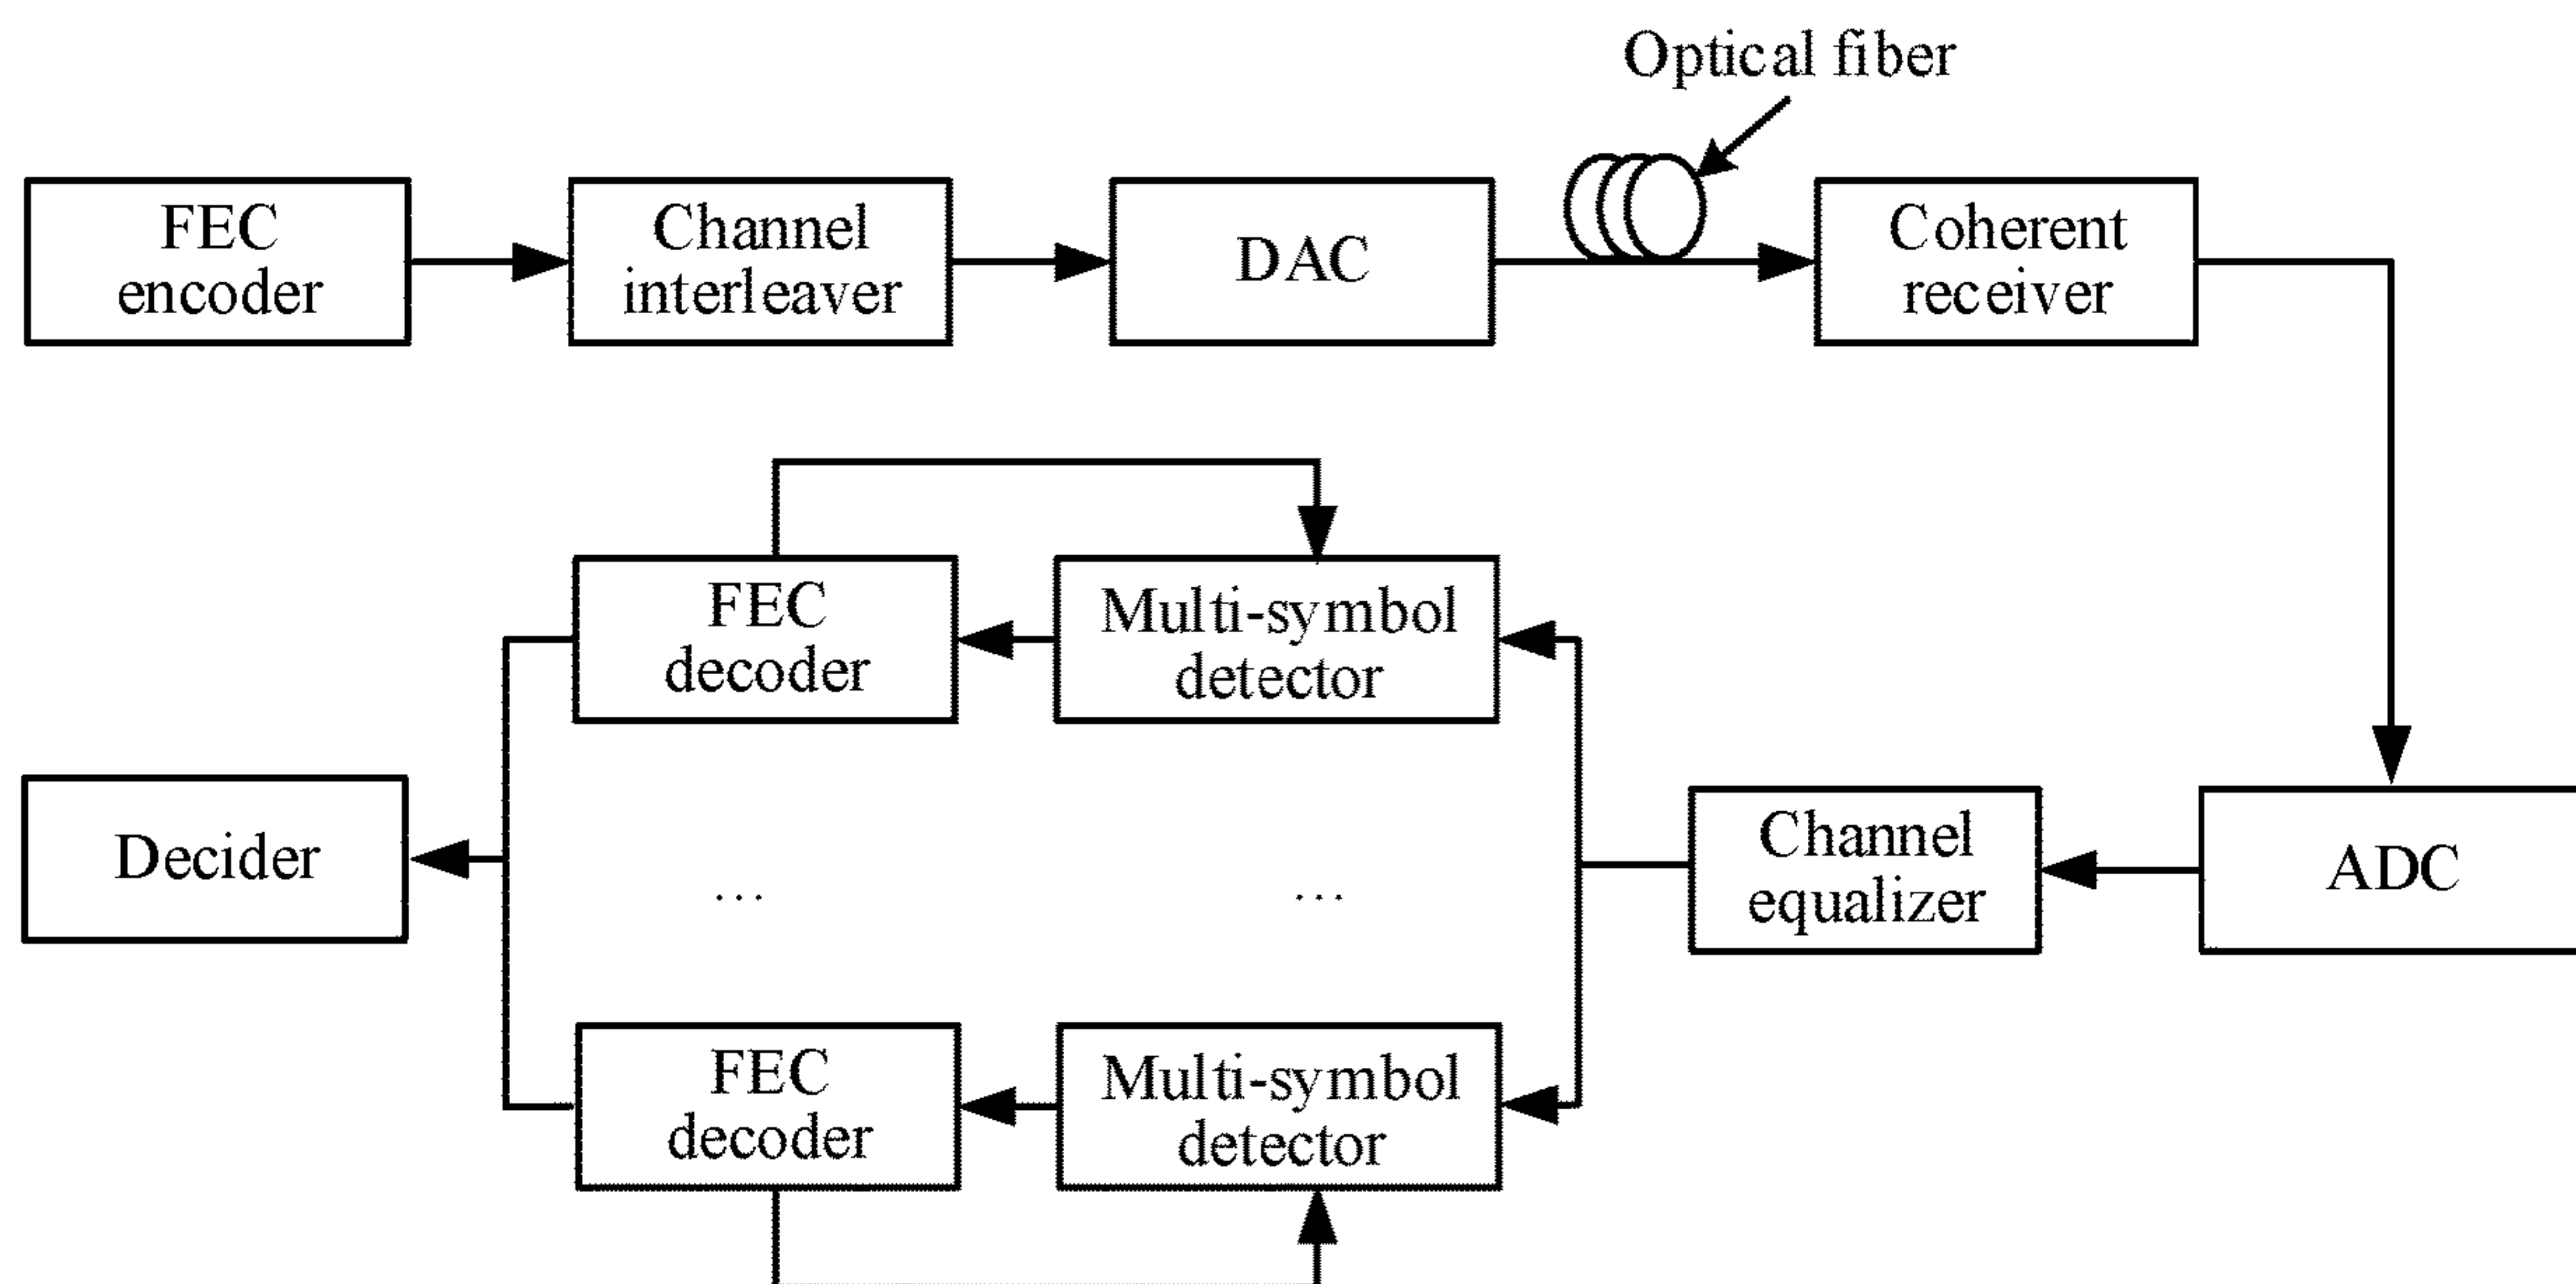 Optical fiber
FEC
encoder
Channel
interleaver
DAC
Coherent
receiver
FEC
decoder
Multi-symbol
detector
Decider
...
...
Channel
equalizer
ADC
FEC
decoder
Multi-symbol
detector